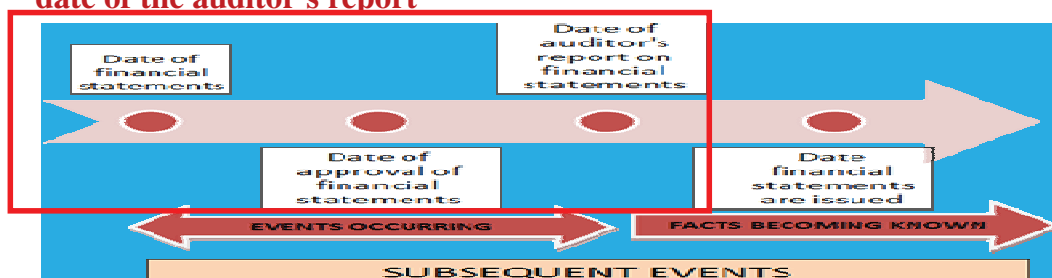 date of the auditor's report
Date of
auditor's
report on
financial
statements
Date of
financial
statements
Date of
approval of
financial
statements
Date
financial
statements
are issued
EVENTS OCCURRING
FACTS BECOMING KNOWN
SUBSEQUENT EVENTS